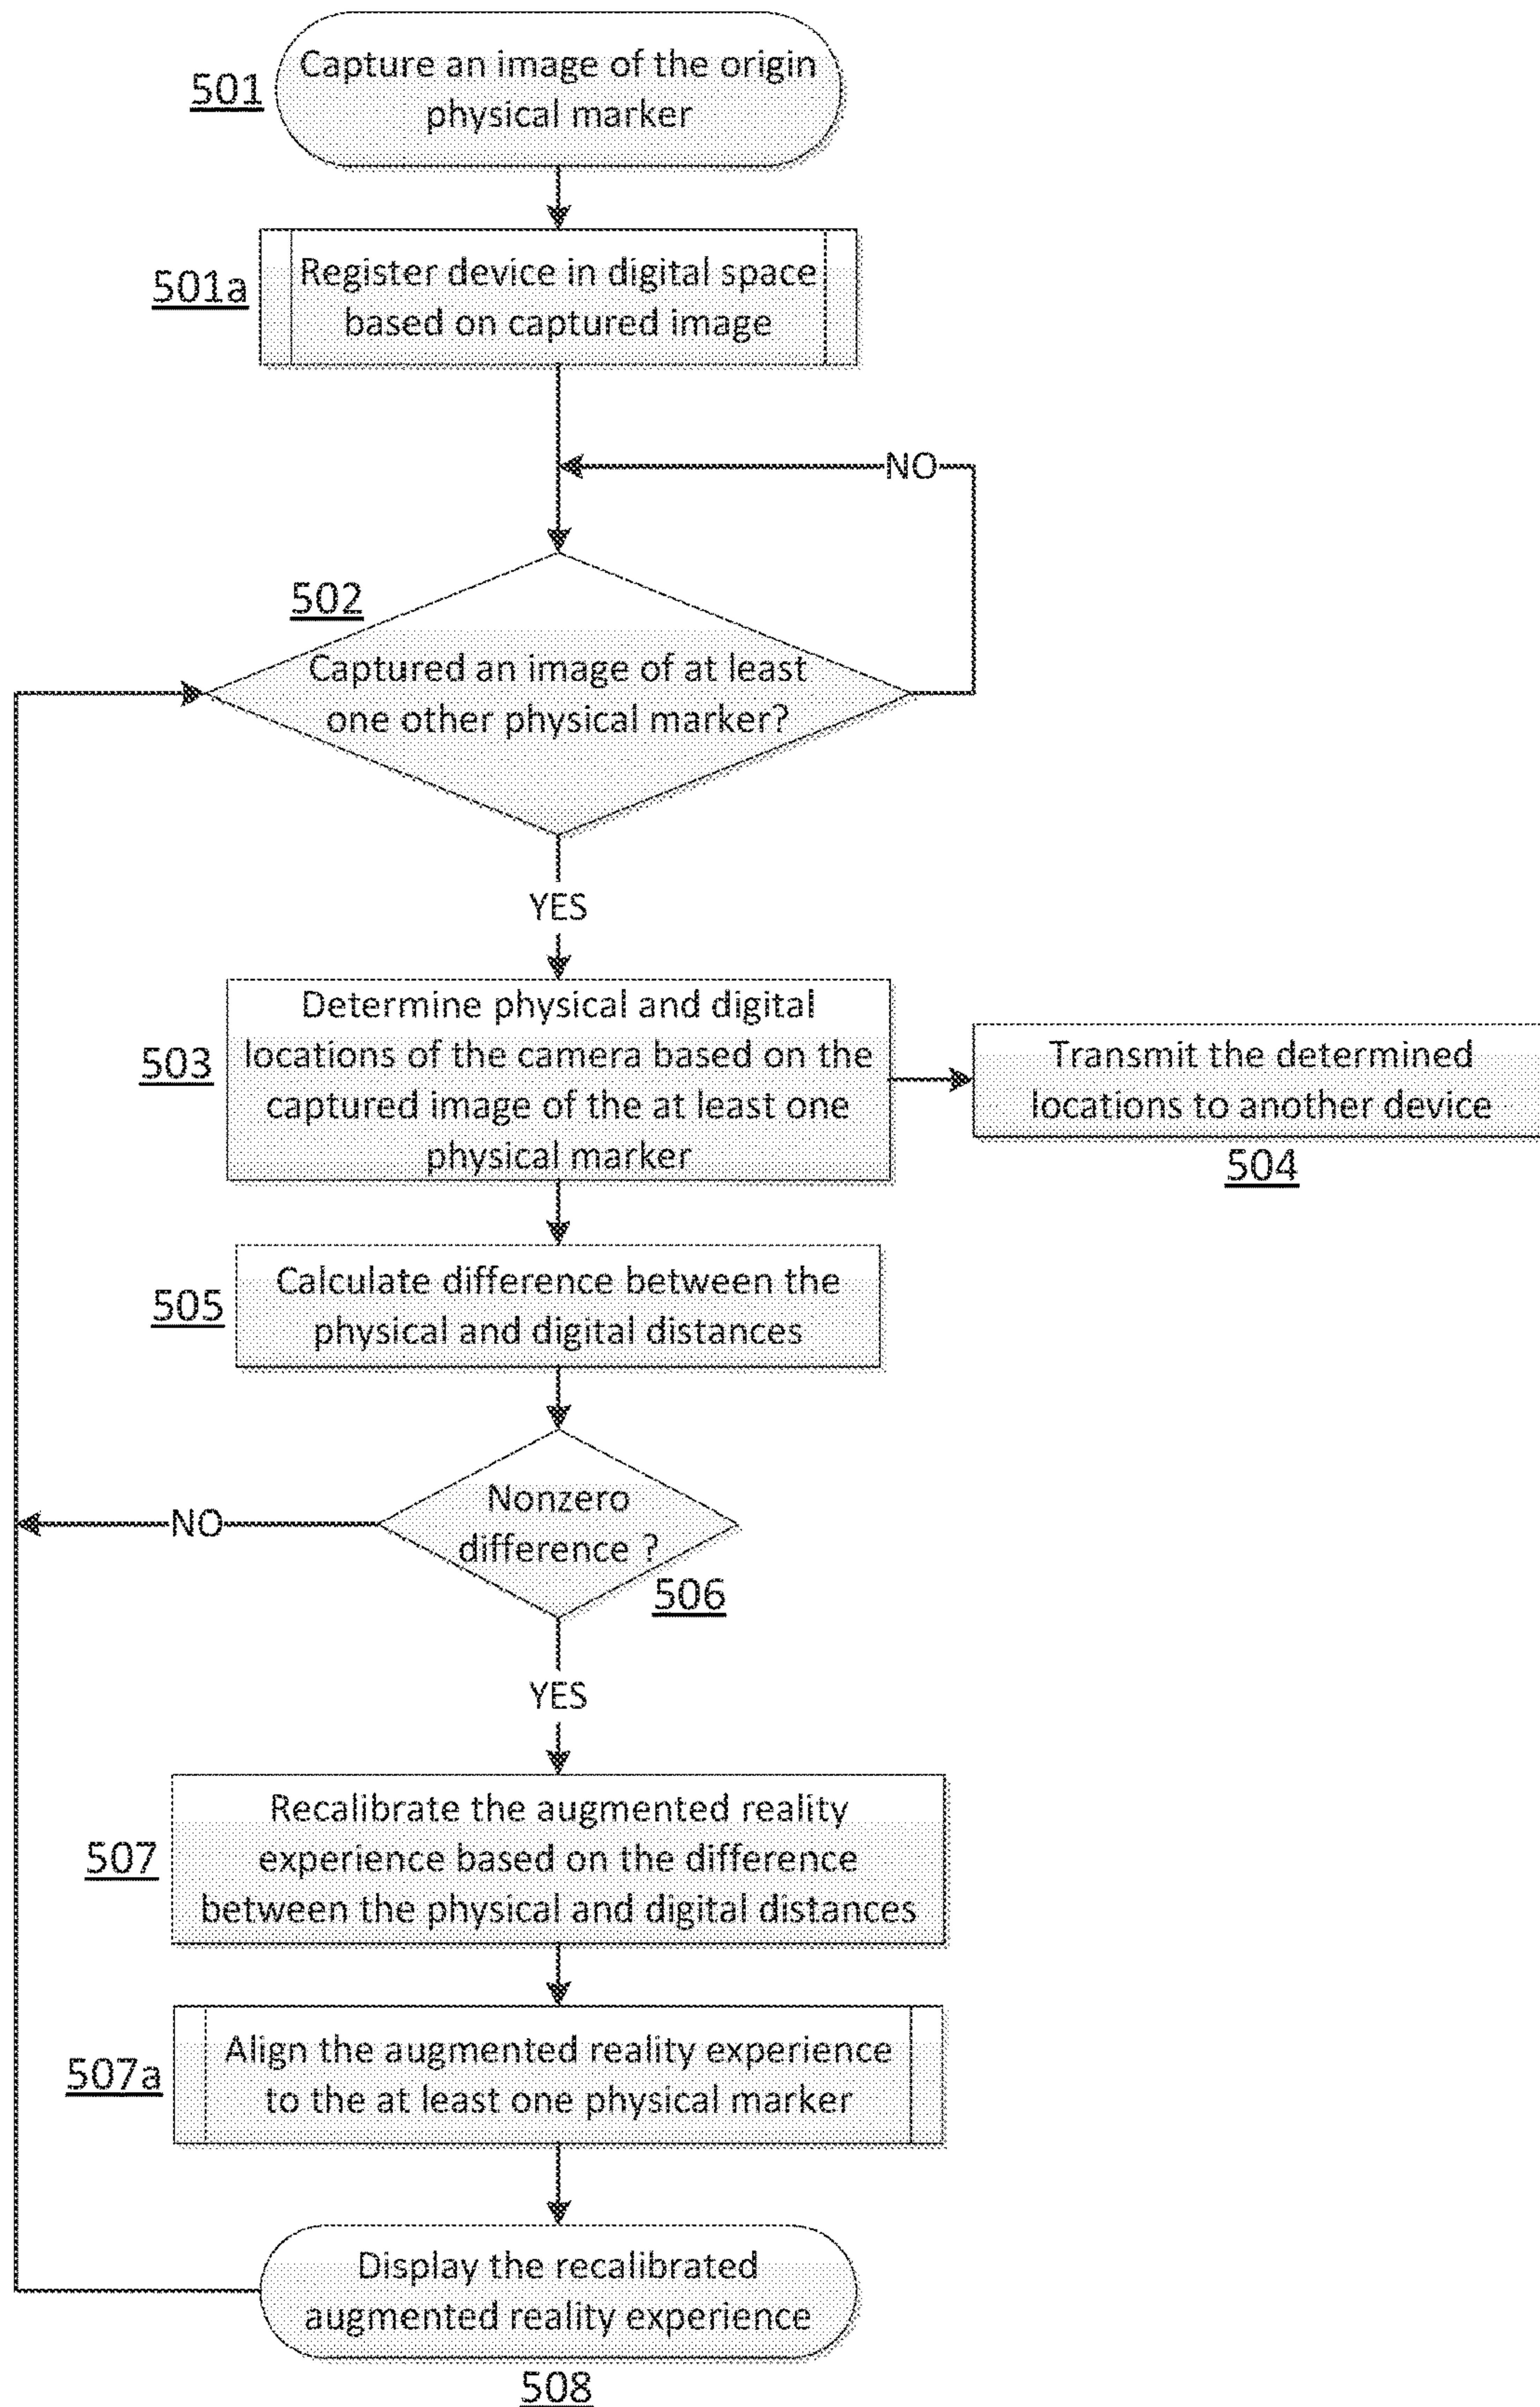 501
Capture an image of the origin
physical marker
501a
Register device in digital space
based on captured image
NO
502
Captured an image of at least
one other physical marker?
YES
503
Determine physical and digital
locations of the camera based on the
captured image of the at least one
physical marker
Transmit the determined
locations to another device
504
505
Calculate difference between the
physical and digital distances
NO
Nonzero
difference ?
506
YES
507
Recalibrate the augmented reality
experience based on the difference
between the physical and digital distances
507a
Align the augmented reality experience
to the at least one physical marker
Display the recalibrated
augmented reality experience
508